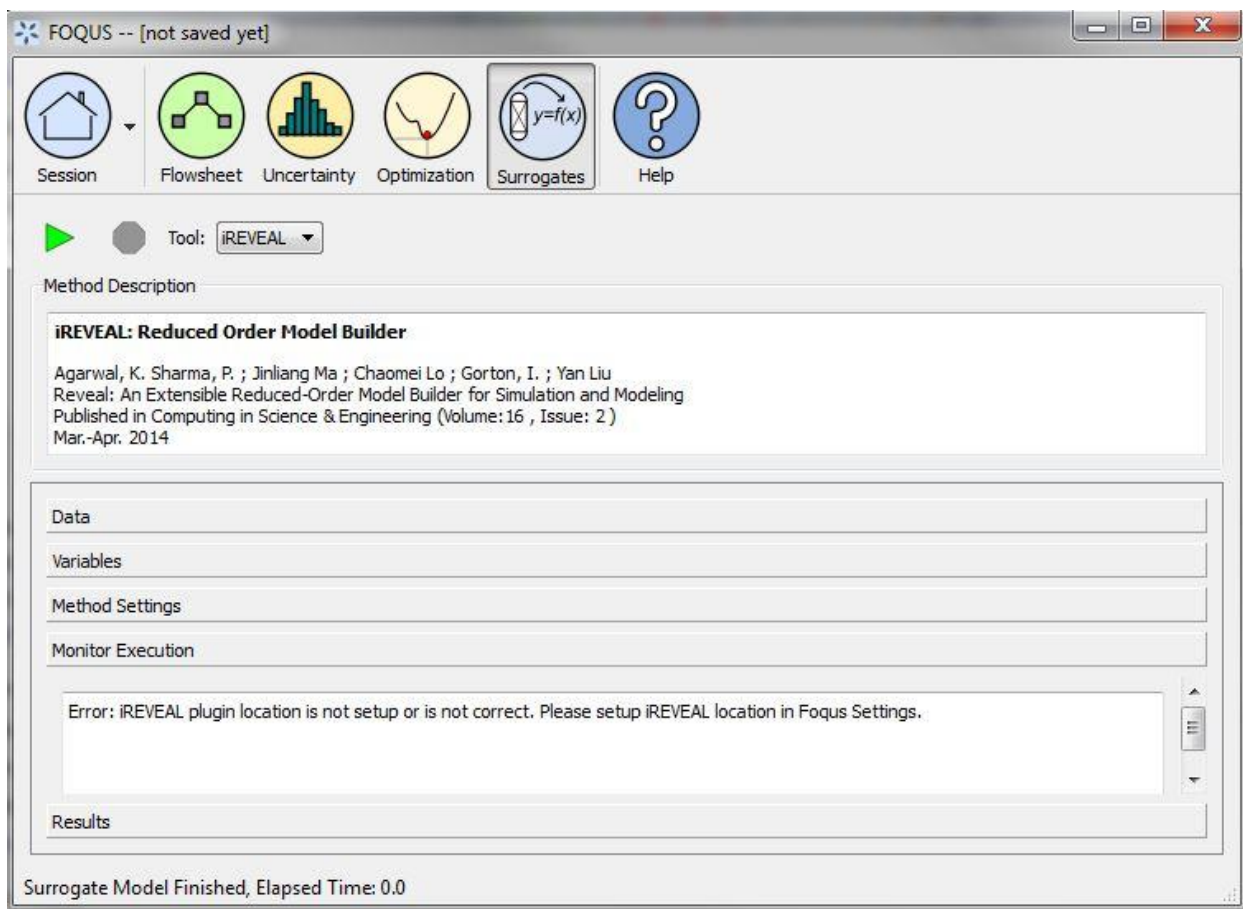 FOQUS -- [not saved yet]
y=f(x)
Session Flowsheet Uncertainty Optimization Surrogates Help
Tool: iREVEAL
Method Description
iREVEAL: Reduced Order Model Builder
Agarwal, K. Sharma, P. ; Jinliang Ma ; Chaomei Lo ; Gorton, I. ; Yan Liu
Reveal: An Extensible Reduced-Order Model Builder for Simulation and Modeling
Published in Computing in Science & Engineering (Volume:16 , Issue: 2 )
Mar.-Apr. 2014
Data
Variables
Method Settings
Monitor Execution
Error: iREVEAL plugin location is not setup or is not correct. Please setup iREVEAL location in Foqus Settings.
Results
Surrogate Model Finished, Elapsed Time: 0.0